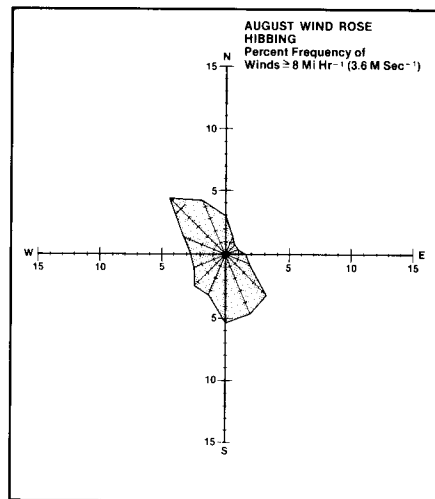 AUGUST WIND ROSE
HIBBING
Percent Frequency of
Winds ≥ 8 Mi Hr⁻¹ (3.6 M Sec⁻¹)
N
15
10
5
W
E
15
10
5
5
10
15
5
10
15
S